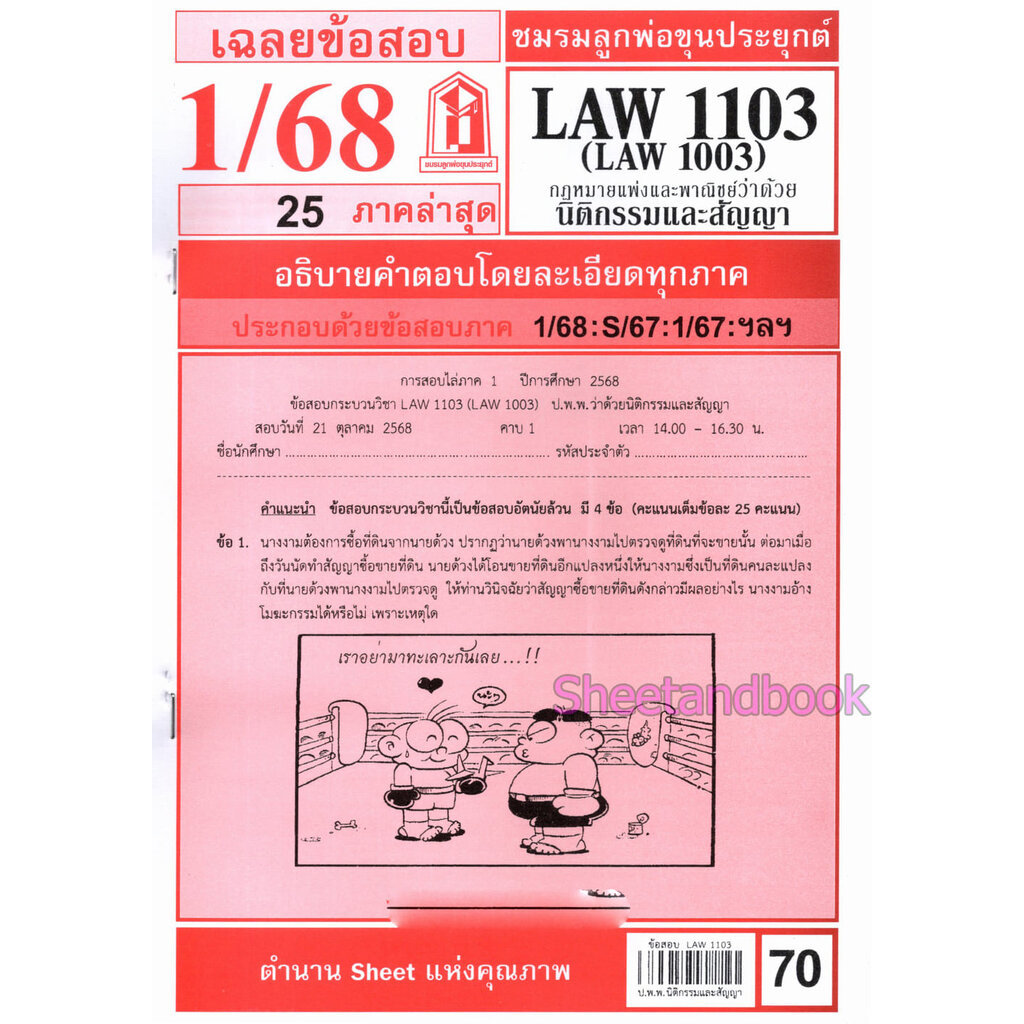 เฉลยข้อสอบ
ชมรมลูกพ่อขุนประยุกต์
1/68
ชมรมลูกพ่อขุนประยุกต์
LAW 1103
(LAW 1003)
กฎหมายแพ่งและพาณิชย์ว่าด้วย
นิติกรรมและสัญญา
25 ภาคล่าสุด
อธิบายคำตอบโดยละเอียดทุกภาค
ประกอบด้วยข้อสอบภาค 1/68:S/67:1/67:ฯลฯ
การสอบไล่ภาค 1 ปีการศึกษา 2568
ข้อสอบกระบวนวิชา LAW 1103 (LAW 1003) ป.พ.พ.ว่าด้วยนิติกรรมและสัญญา
สอบวันที่ 21 ตุลาคม 2568 คาบ 1 เวลา 14.00 – 16.30 น.
ชื่อนักศึกษา ........................................................ รหัสประจำตัว ........................................
คำแนะนำ ข้อสอบกระบวนวิชานี้เป็นข้อสอบอัตนัยล้วน มี 4 ข้อ (คะแนนเต็มข้อละ 25 คะแนน)
ข้อ 1. นางงามต้องการซื้อที่ดินจากนายด้วง ปรากฏว่านายด้วงพานางงามไปตรวจดูที่ดินที่จะขายนั้น ต่อมาเมื่อ
ถึงวันนัดทำสัญญาซื้อขายที่ดิน นายด้วงได้โอนขายที่ดินอีกแปลงหนึ่งให้นางงามซึ่งเป็นที่ดินคนละแปลง
กับที่นายด้วงพานางงามไปตรวจดู ให้ท่านวินิจฉัยว่าสัญญาซื้อขายที่ดินดังกล่าวมีผลอย่างไร นางงามอ้าง
โมฆะกรรมได้หรือไม่ เพราะเหตุใด
เราอย่ามาทะเลาะกันเลย...!!
นะๆ
Sheetandbook
ตำนาน Sheet แห่งคุณภาพ
ข้อสอบ LAW 1103
ป.พ.พ.นิติกรรมและสัญญา
70